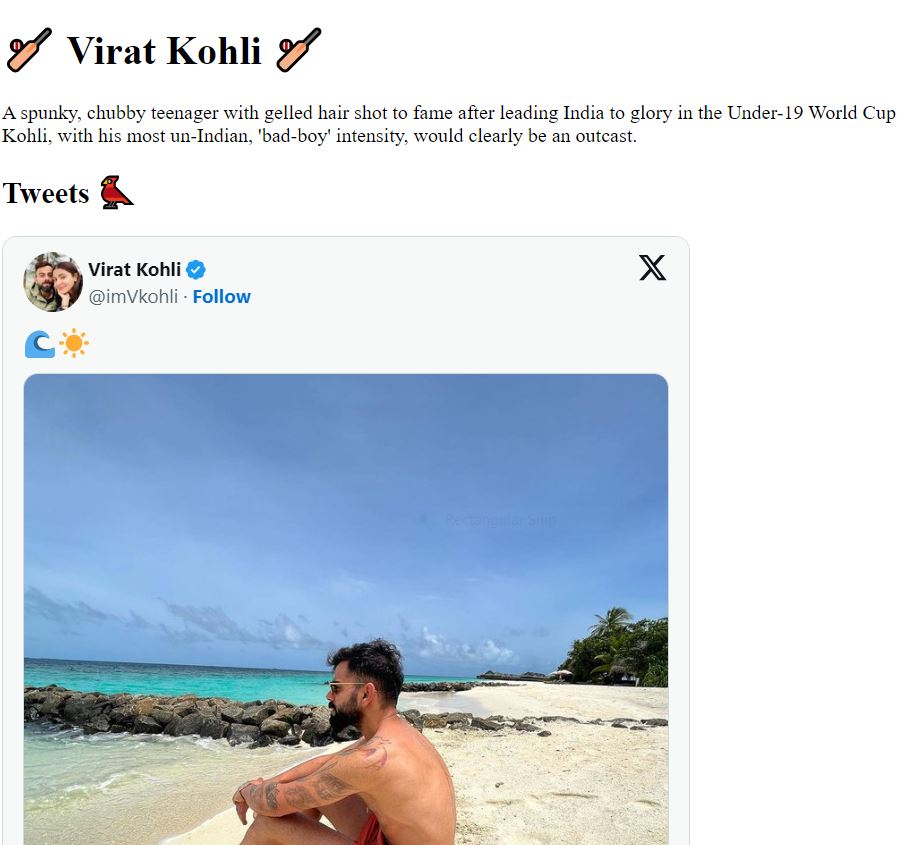 Virat Kohli
A spunky, chubby teenager with gelled hair shot to fame after leading India to glory in the Under-19 World Cup
Kohli, with his most un-Indian, 'bad-boy' intensity, would clearly be an outcast.
Tweets
Virat Kohli
@imVkohli · Follow
Rectangular Snip